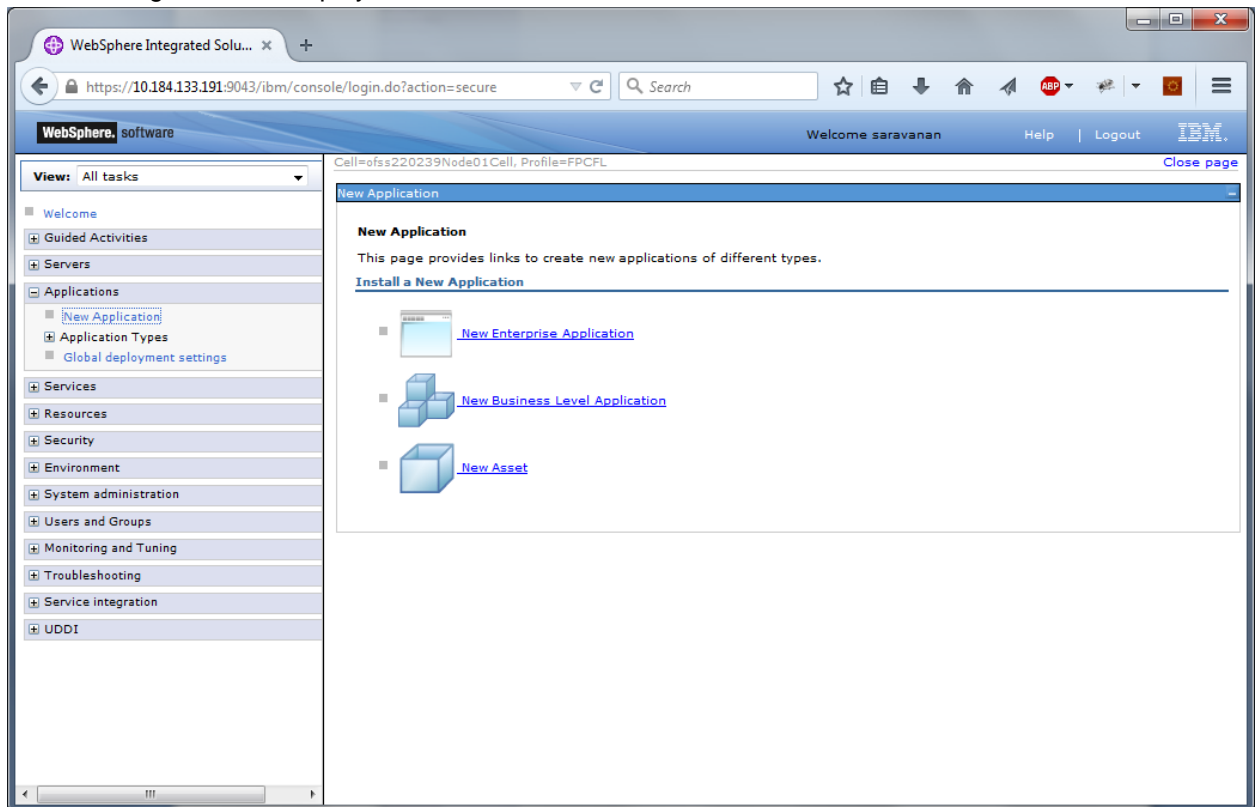 WebSphere Integrated Solu...
https://10.184.133.191:9043/ibm/console/login.do?action=secure
Search
ABP
WebSphere. software
Welcome saravanan
Help | Logout
IBM.
View: All tasks
Cell=ofss220239Node01Cell, Profile=FPCFL
Close page
Welcome
Guided Activities
Servers
Applications
New Application
Application Types
Global deployment settings
Services
Resources
Security
Environment
System administration
Users and Groups
Monitoring and Tuning
Troubleshooting
Service integration
UDDI
New Application
New Application
This page provides links to create new applications of different types.
Install a New Application
New Enterprise Application
New Business Level Application
New Asset